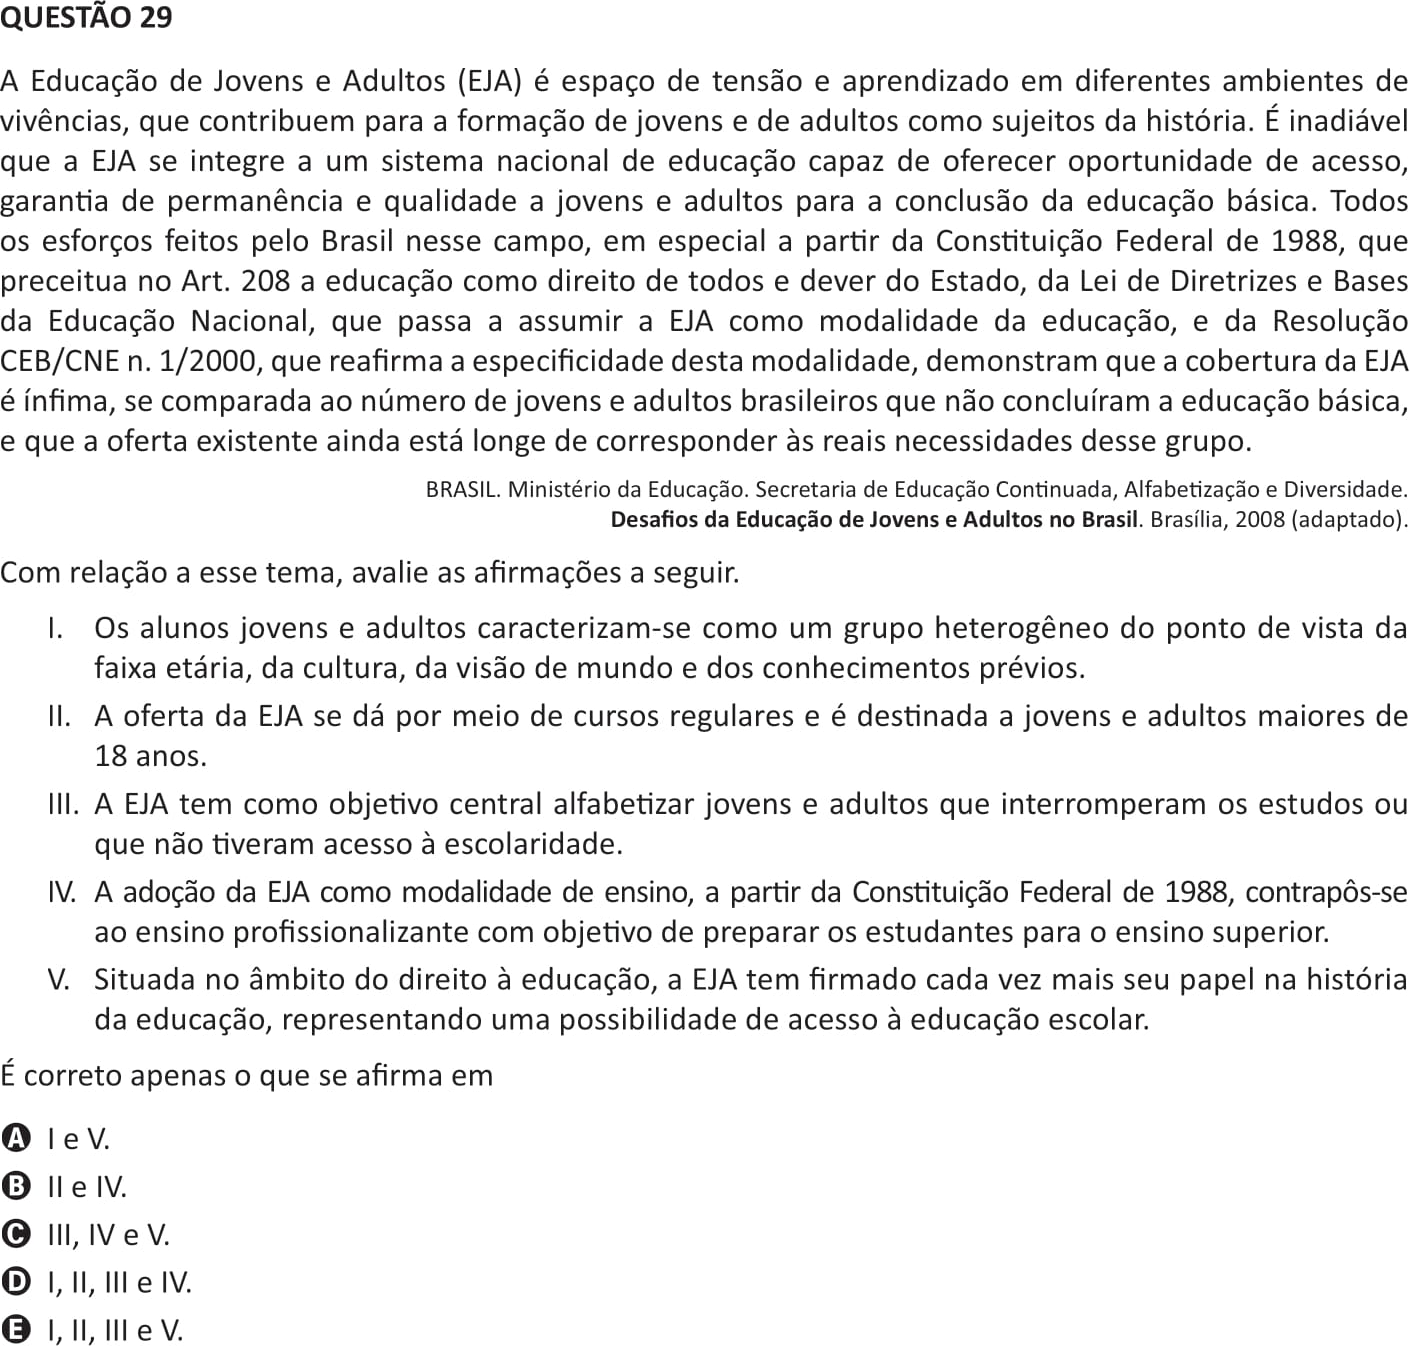 QUESTÃO 29
A Educação de Jovens e Adultos (EJA) é espaço de tensão e aprendizado em diferentes ambientes de
vivências, que contribuem para a formação de jovens e de adultos como sujeitos da história. É inadiável
que a EJA se integre a um sistema nacional de educação capaz de oferecer oportunidade de acesso,
garantia de permanência e qualidade a jovens e adultos para a conclusão da educação básica. Todos
os esforços feitos pelo Brasil nesse campo, em especial a partir da Constituição Federal de 1988, que
preceitua no Art. 208 a educação como direito de todos e dever do Estado, da Lei de Diretrizes e Bases
da Educação Nacional, que passa a assumir a EJA como modalidade da educação, e da Resolução
CEB/CNE n. 1/2000, que reafirma a especificidade desta modalidade, demonstram que a cobertura da EJA
é ínfima, se comparada ao número de jovens e adultos brasileiros que não concluíram a educação básica,
e que a oferta existente ainda está longe de corresponder às reais necessidades desse grupo.
BRASIL. Ministério da Educação. Secretaria de Educação Continuada, Alfabetização e Diversidade.
Desafios da Educação de Jovens e Adultos no Brasil. Brasília, 2008 (adaptado).
Com relação a esse tema, avalie as afirmações a seguir.
I. Os alunos jovens e adultos caracterizam-se como um grupo heterogêneo do ponto de vista da
faixa etária, da cultura, da visão de mundo e dos conhecimentos prévios.
II. A oferta da EJA se dá por meio de cursos regulares e é destinada a jovens e adultos maiores de
18 anos.
III. A EJA tem como objetivo central alfabetizar jovens e adultos que interromperam os estudos ou
que não tiveram acesso à escolaridade.
IV. A adoção da EJA como modalidade de ensino, a partir da Constituição Federal de 1988, contrapôs-se
ao ensino profissionalizante com objetivo de preparar os estudantes para o ensino superior.
V. Situada no âmbito do direito à educação, a EJA tem firmado cada vez mais seu papel na história
da educação, representando uma possibilidade de acesso à educação escolar.
É correto apenas o que se afirma em
A I e V.
B II e IV.
C III, IV e V.
D I, II, III e IV.
E I, II, III e V.